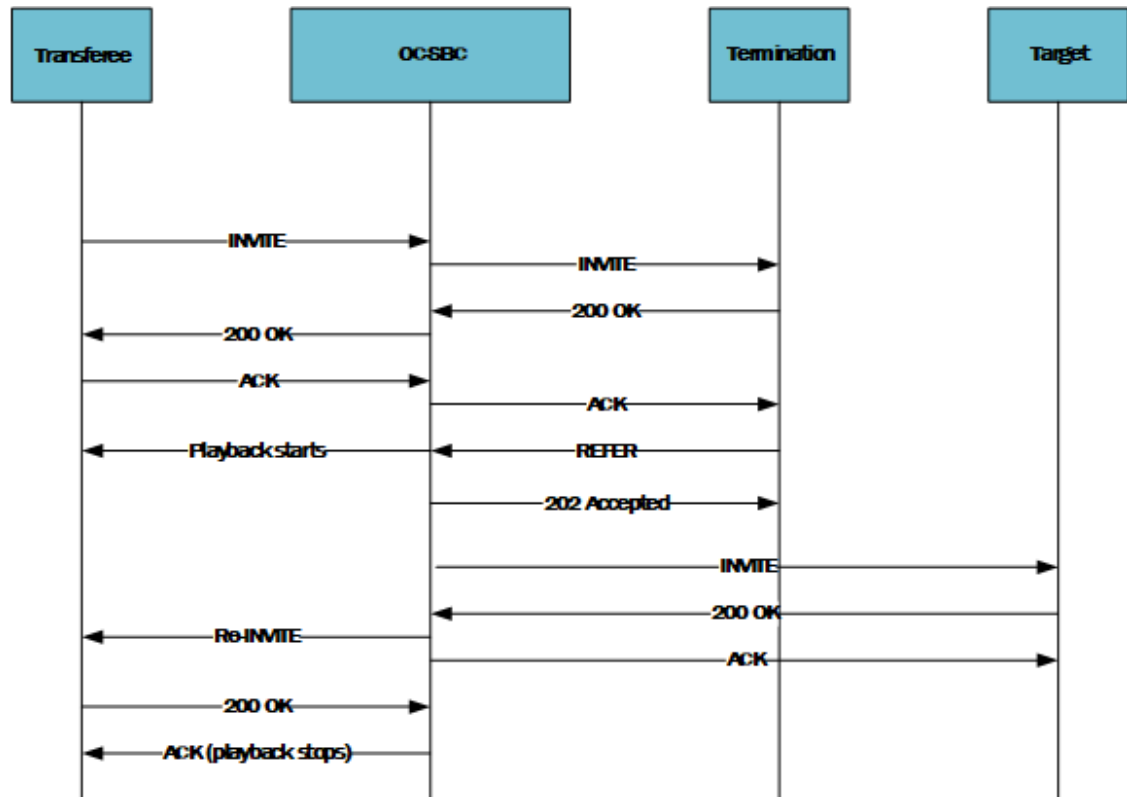 Transferee
OCSBC
Termination
Target
INVITE
INVITE
200 OK
200 OK
ACK
ACK
Playback starts
REFER
202 Accepted
INVITE
200 OK
Re-INVITE
ACK
200 OK
ACK (playback stops)